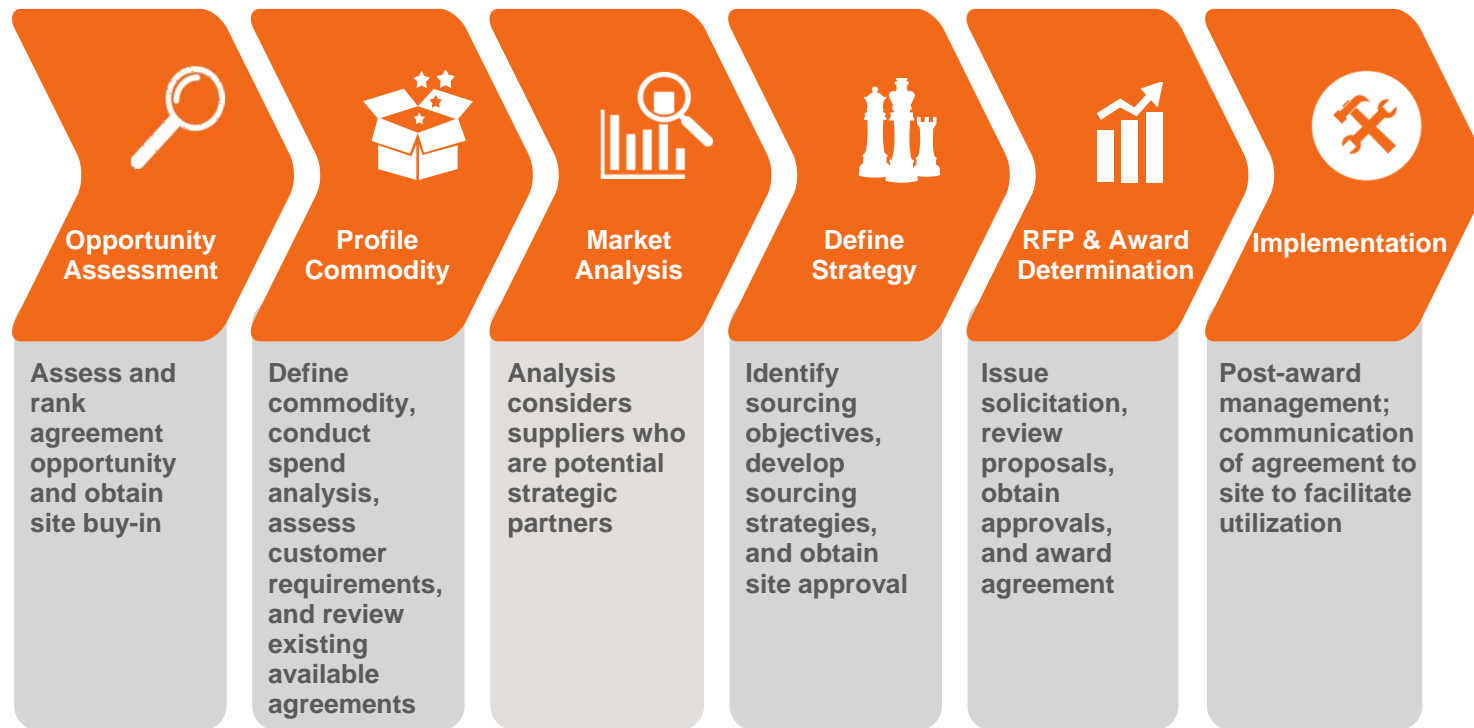 Opportunity
Assessment
Assess and
rank
agreement
opportunity
and obtain
site buy-in
Profile
Commodity
Define
commodity,
conduct
spend
analysis,
assess
customer
requirements,
and review
existing
available
agreements
Market
Analysis
Analysis
considers
suppliers who
are potential
strategic
partners
Define
Strategy
Identify
sourcing
objectives,
develop
sourcing
strategies,
and obtain
site approval
RFP & Award
Determination
Issue
solicitation,
review
proposals,
obtain
approvals,
and award
agreement
Implementation
Post-award
management;
communication
of agreement to
site to facilitate
utilization